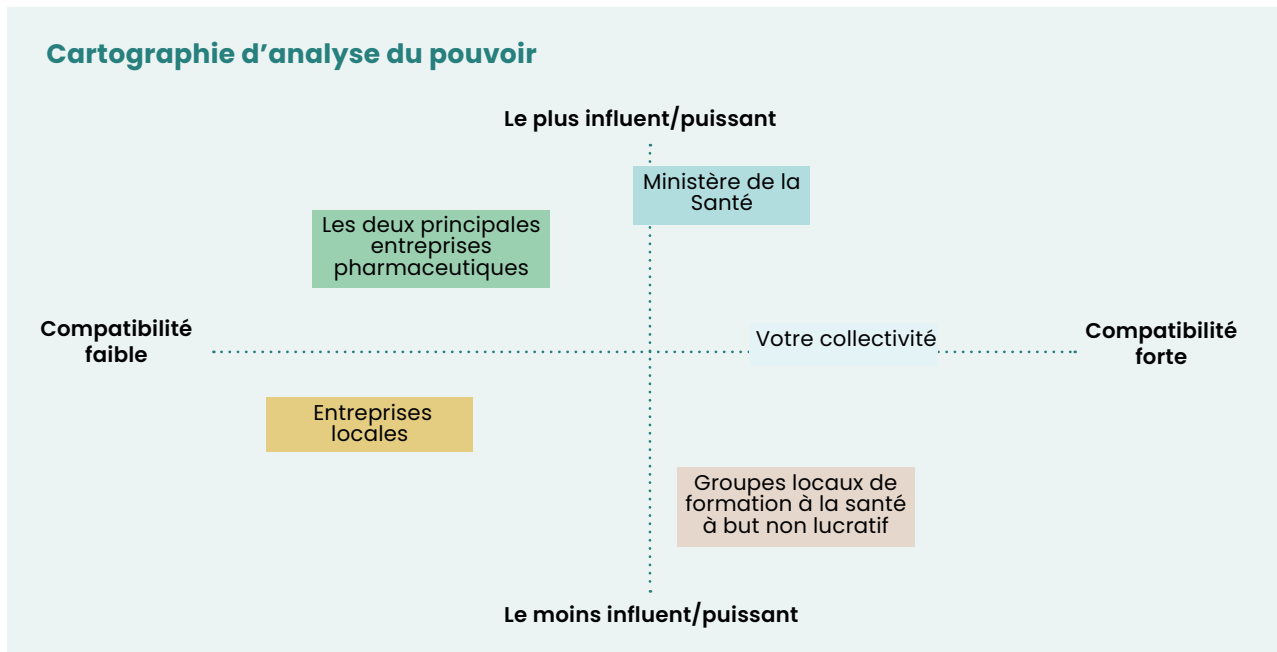 Cartographie d’analyse du pouvoir
Le plus influent/puissant
Ministère de la
Santé
Les deux principales
entreprises
pharmaceutiques
Compatibilité
faible
Votre collectivité
Compatibilité
forte
Entreprises
locales
Groupes locaux de
formation à la santé
à but non lucratif
Le moins influent/puissant